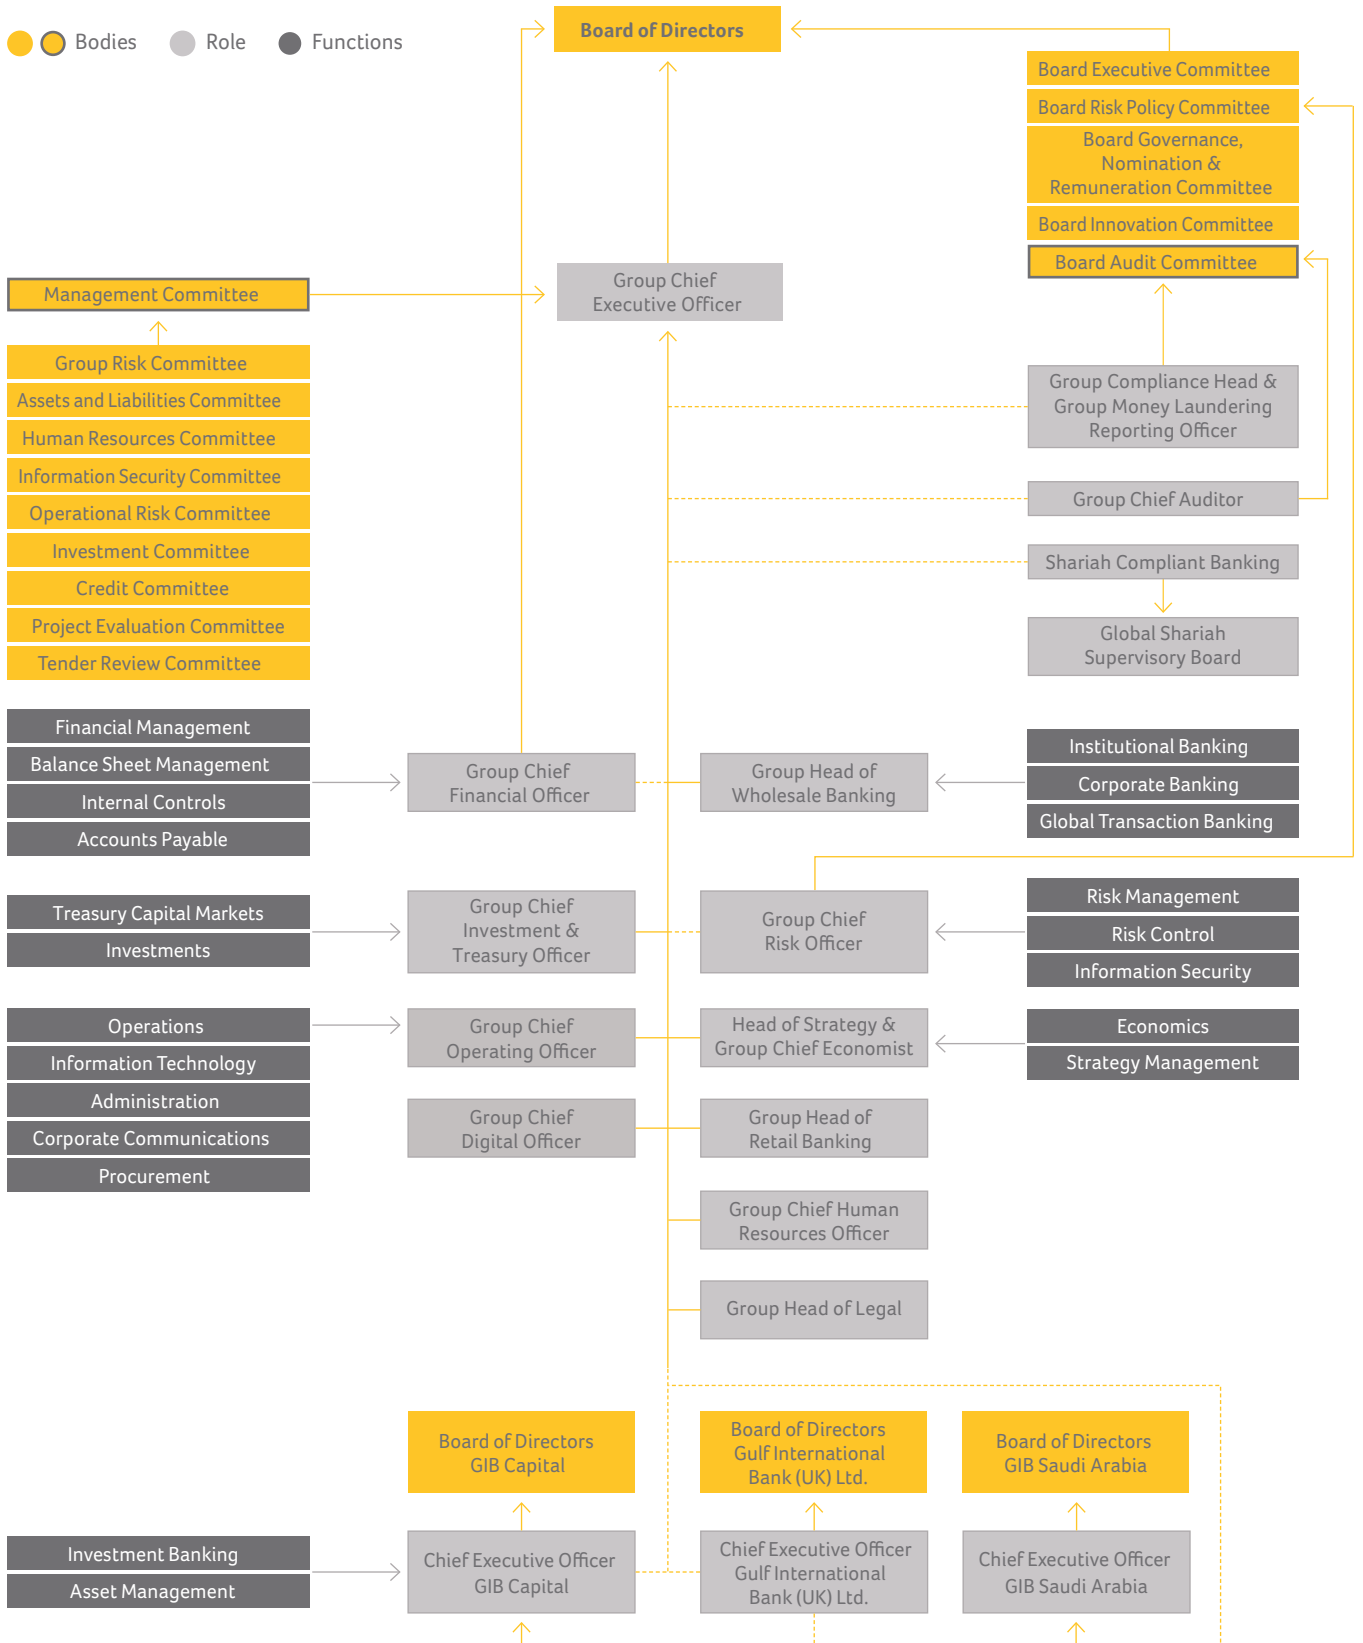 Bodies
Role
Functions
Board of Directors
Board Executive Committee
Board Risk Policy Committee
Board Governance,
Nomination &
Remuneration Committee
Board Innovation Committee
Board Audit Committee
Group Chief
Executive Officer
Management Committee
Group Risk Committee
Assets and Liabilities Committee
Human Resources Committee
Information Security Committee
Operational Risk Committee
Investment Committee
Credit Committee
Project Evaluation Committee
Tender Review Committee
Group Compliance Head &
Group Money Laundering
Reporting Officer
Group Chief Auditor
Shariah Compliant Banking
Global Shariah
Supervisory Board
Financial Management
Balance Sheet Management
Internal Controls
Accounts Payable
Group Chief
Financial Officer
Group Head of
Wholesale Banking
Institutional Banking
Corporate Banking
Global Transaction Banking
Treasury Capital Markets
Investments
Group Chief
Investment &
Treasury Officer
Group Chief
Risk Officer
Risk Management
Risk Control
Information Security
Operations
Information Technology
Administration
Corporate Communications
Procurement
Group Chief
Operating Officer
Head of Strategy &
Group Chief Economist
Economics
Strategy Management
Group Chief
Digital Officer
Group Head of
Retail Banking
Group Chief Human
Resources Officer
Group Head of Legal
Board of Directors
GIB Capital
Board of Directors
Gulf International
Bank (UK) Ltd.
Board of Directors
GIB Saudi Arabia
Investment Banking
Asset Management
Chief Executive Officer
GIB Capital
Chief Executive Officer
Gulf International
Bank (UK) Ltd.
Chief Executive Officer
GIB Saudi Arabia